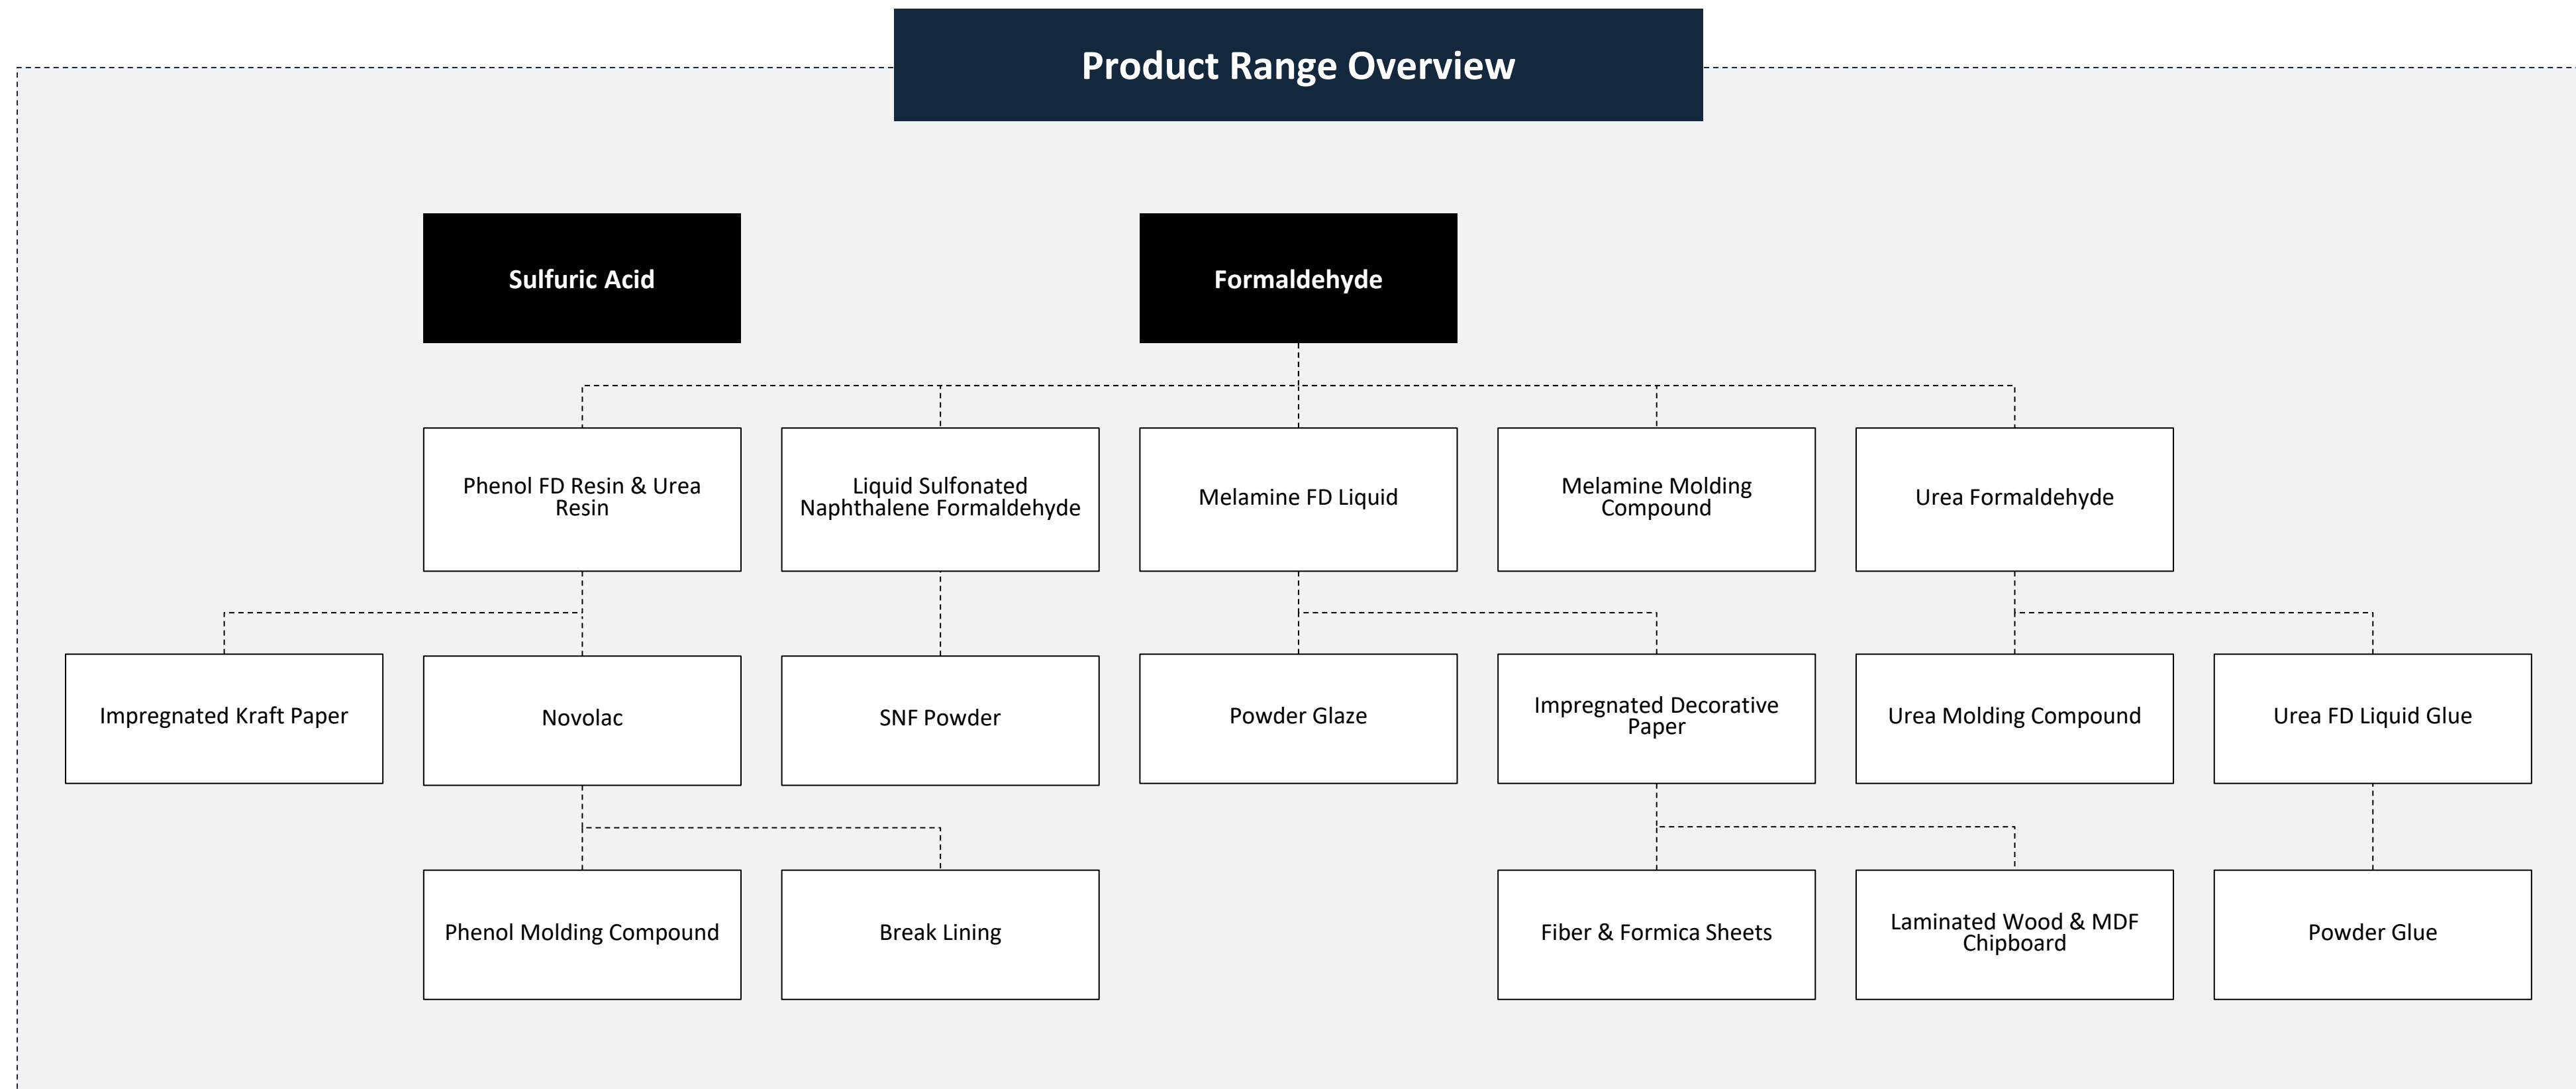 Product Range Overview
Sulfuric Acid
Formaldehyde
Phenol FD Resin & Urea
Resin
Liquid Sulfonated
Naphthalene Formaldehyde
Melamine FD Liquid
Melamine Molding
Compound
Urea Formaldehyde
Impregnated Kraft Paper
Novolac
SNF Powder
Powder Glaze
Impregnated Decorative
Paper
Urea Molding Compound
Urea FD Liquid Glue
Phenol Molding Compound
Break Lining
Fiber & Formica Sheets
Laminated Wood & MDF
Chipboard
Powder Glue